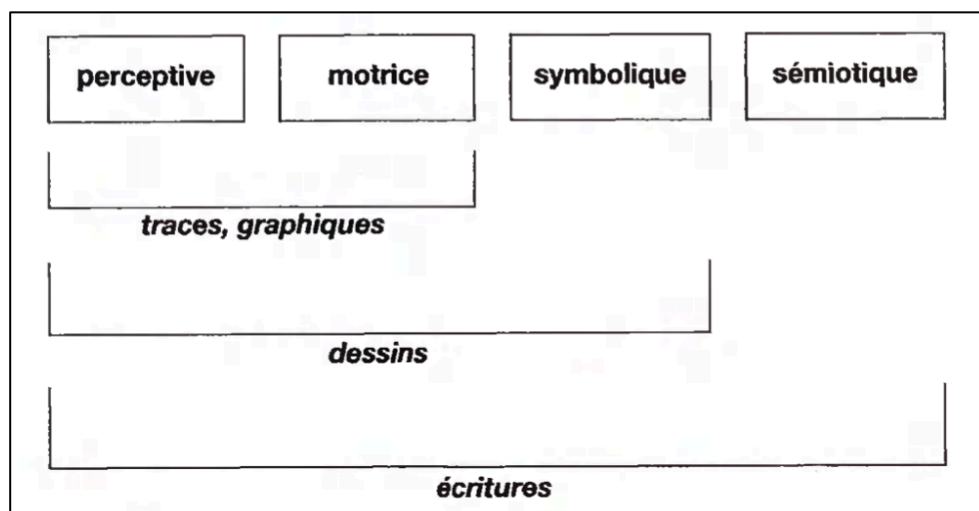 perceptive motrice symbolique sémiotique
traces, graphiques
dessins
écritures